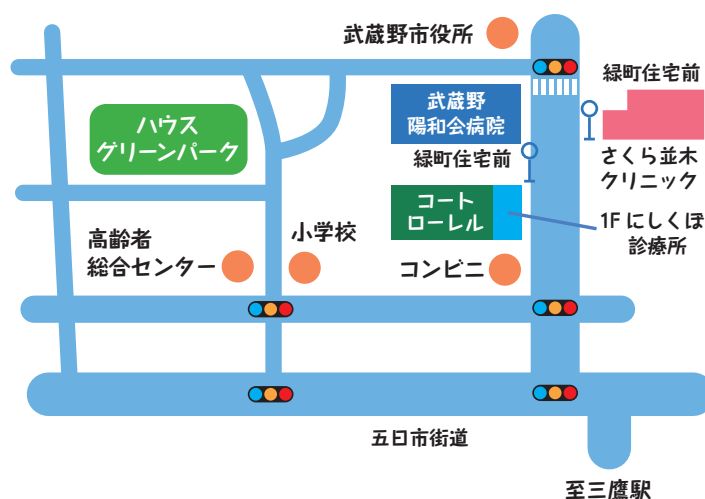 武蔵野市役所
緑町住宅前
武蔵野
陽和会病院
ハウス
グリーンパーク
緑町住宅前
さくら並木
クリニック
コート
ローレル
1F にしくぼ
診療所
小学校
高齢者
総合センター
コンビニ
五日市街道
至三鷹駅